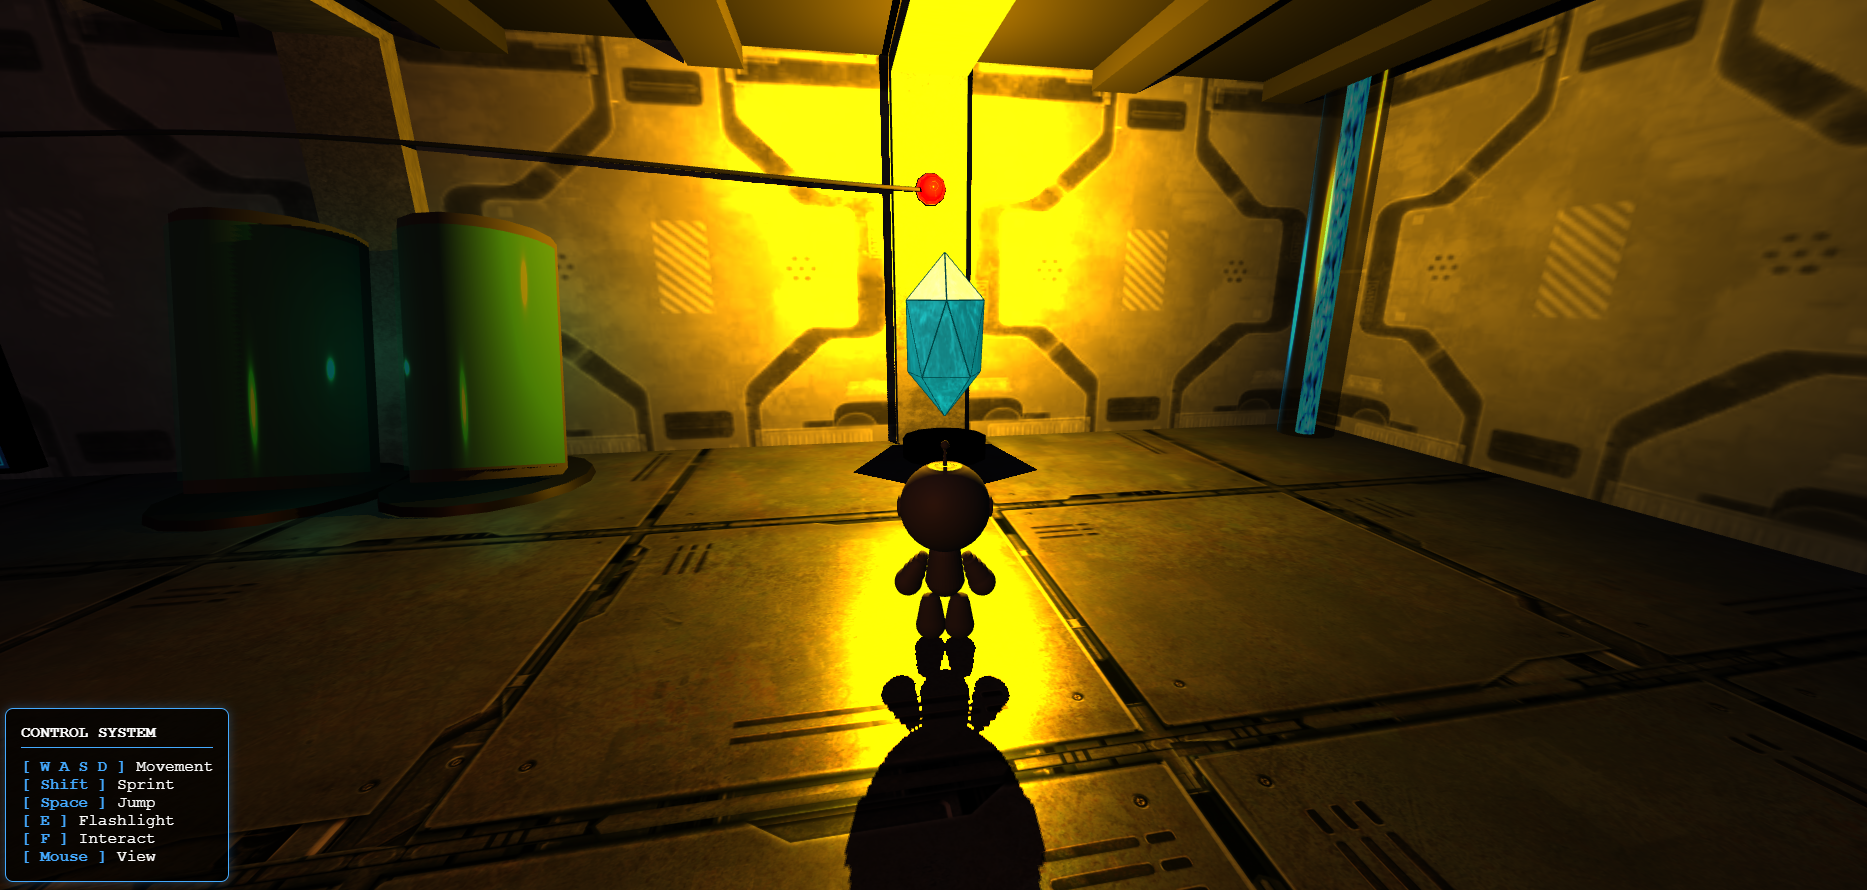 CONTROL SYSTEM
[ W A S D ] Movement
[ Shift ] Sprint
[ Space ] Jump
[ E ] Flashlight
[ F ] Interact
[ Mouse ] View